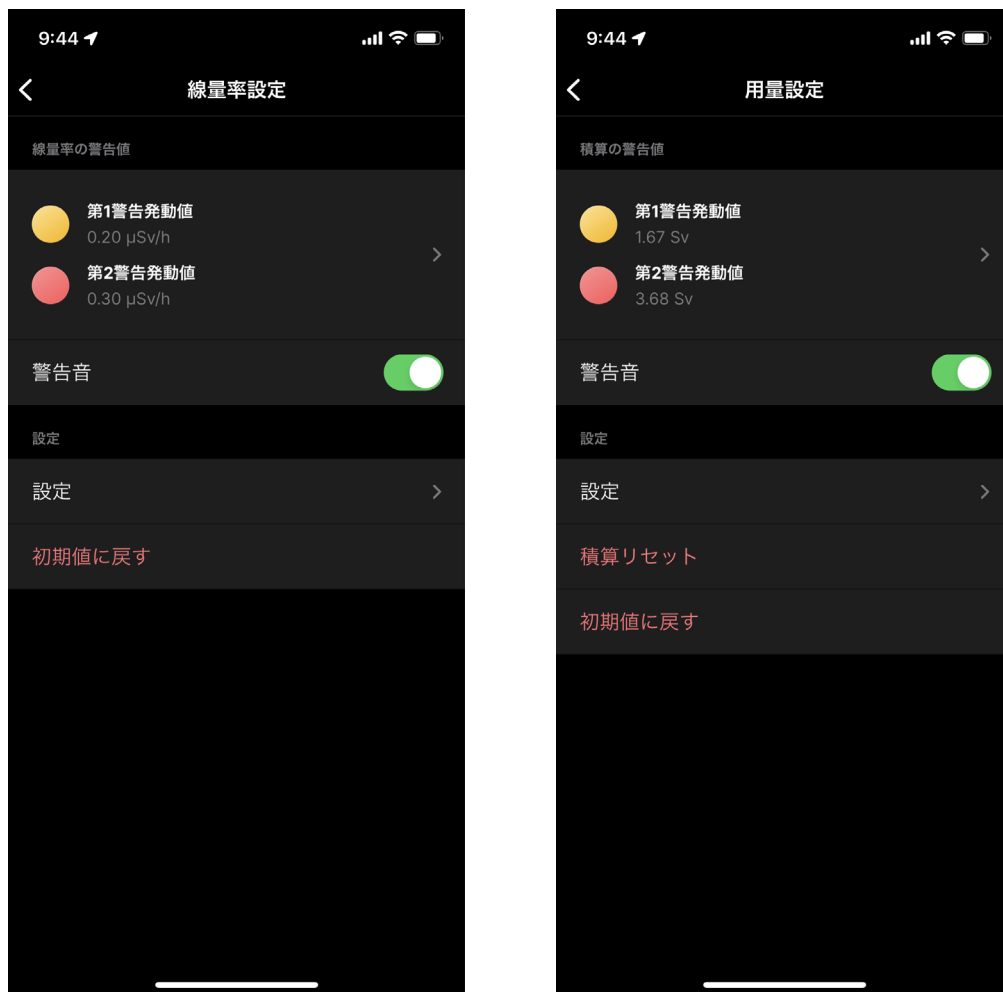 9:44
線量率設定
線量率の警告値
第1警告発動値
0.20 μSv/h
第2警告発動値
0.30 μSv/h
警告音
設定
設定
初期値に戻す
9:44
用量設定
積算の警告値
第1警告発動値
1.67 Sv
第2警告発動値
3.68 Sv
警告音
設定
設定
積算リセット
初期値に戻す